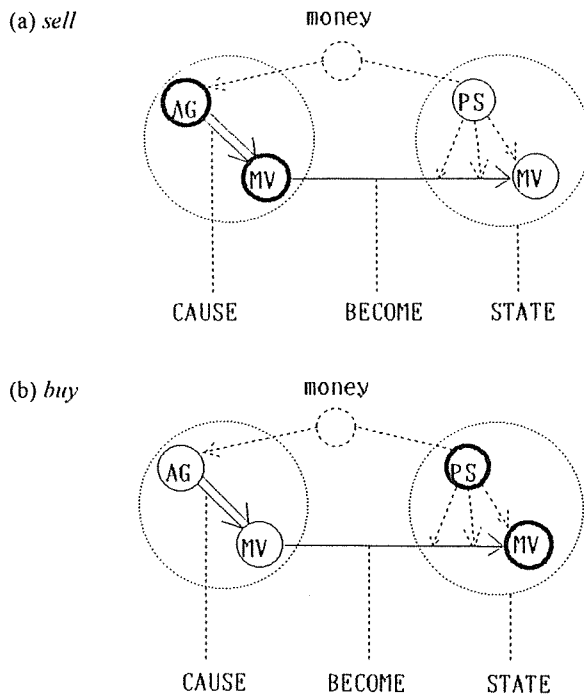 (a) sell
money
AG
PS
MV
MV
CAUSE BECOME STATE
(b) buy
money
AG
PS
MV
MV
CAUSE BECOME STATE